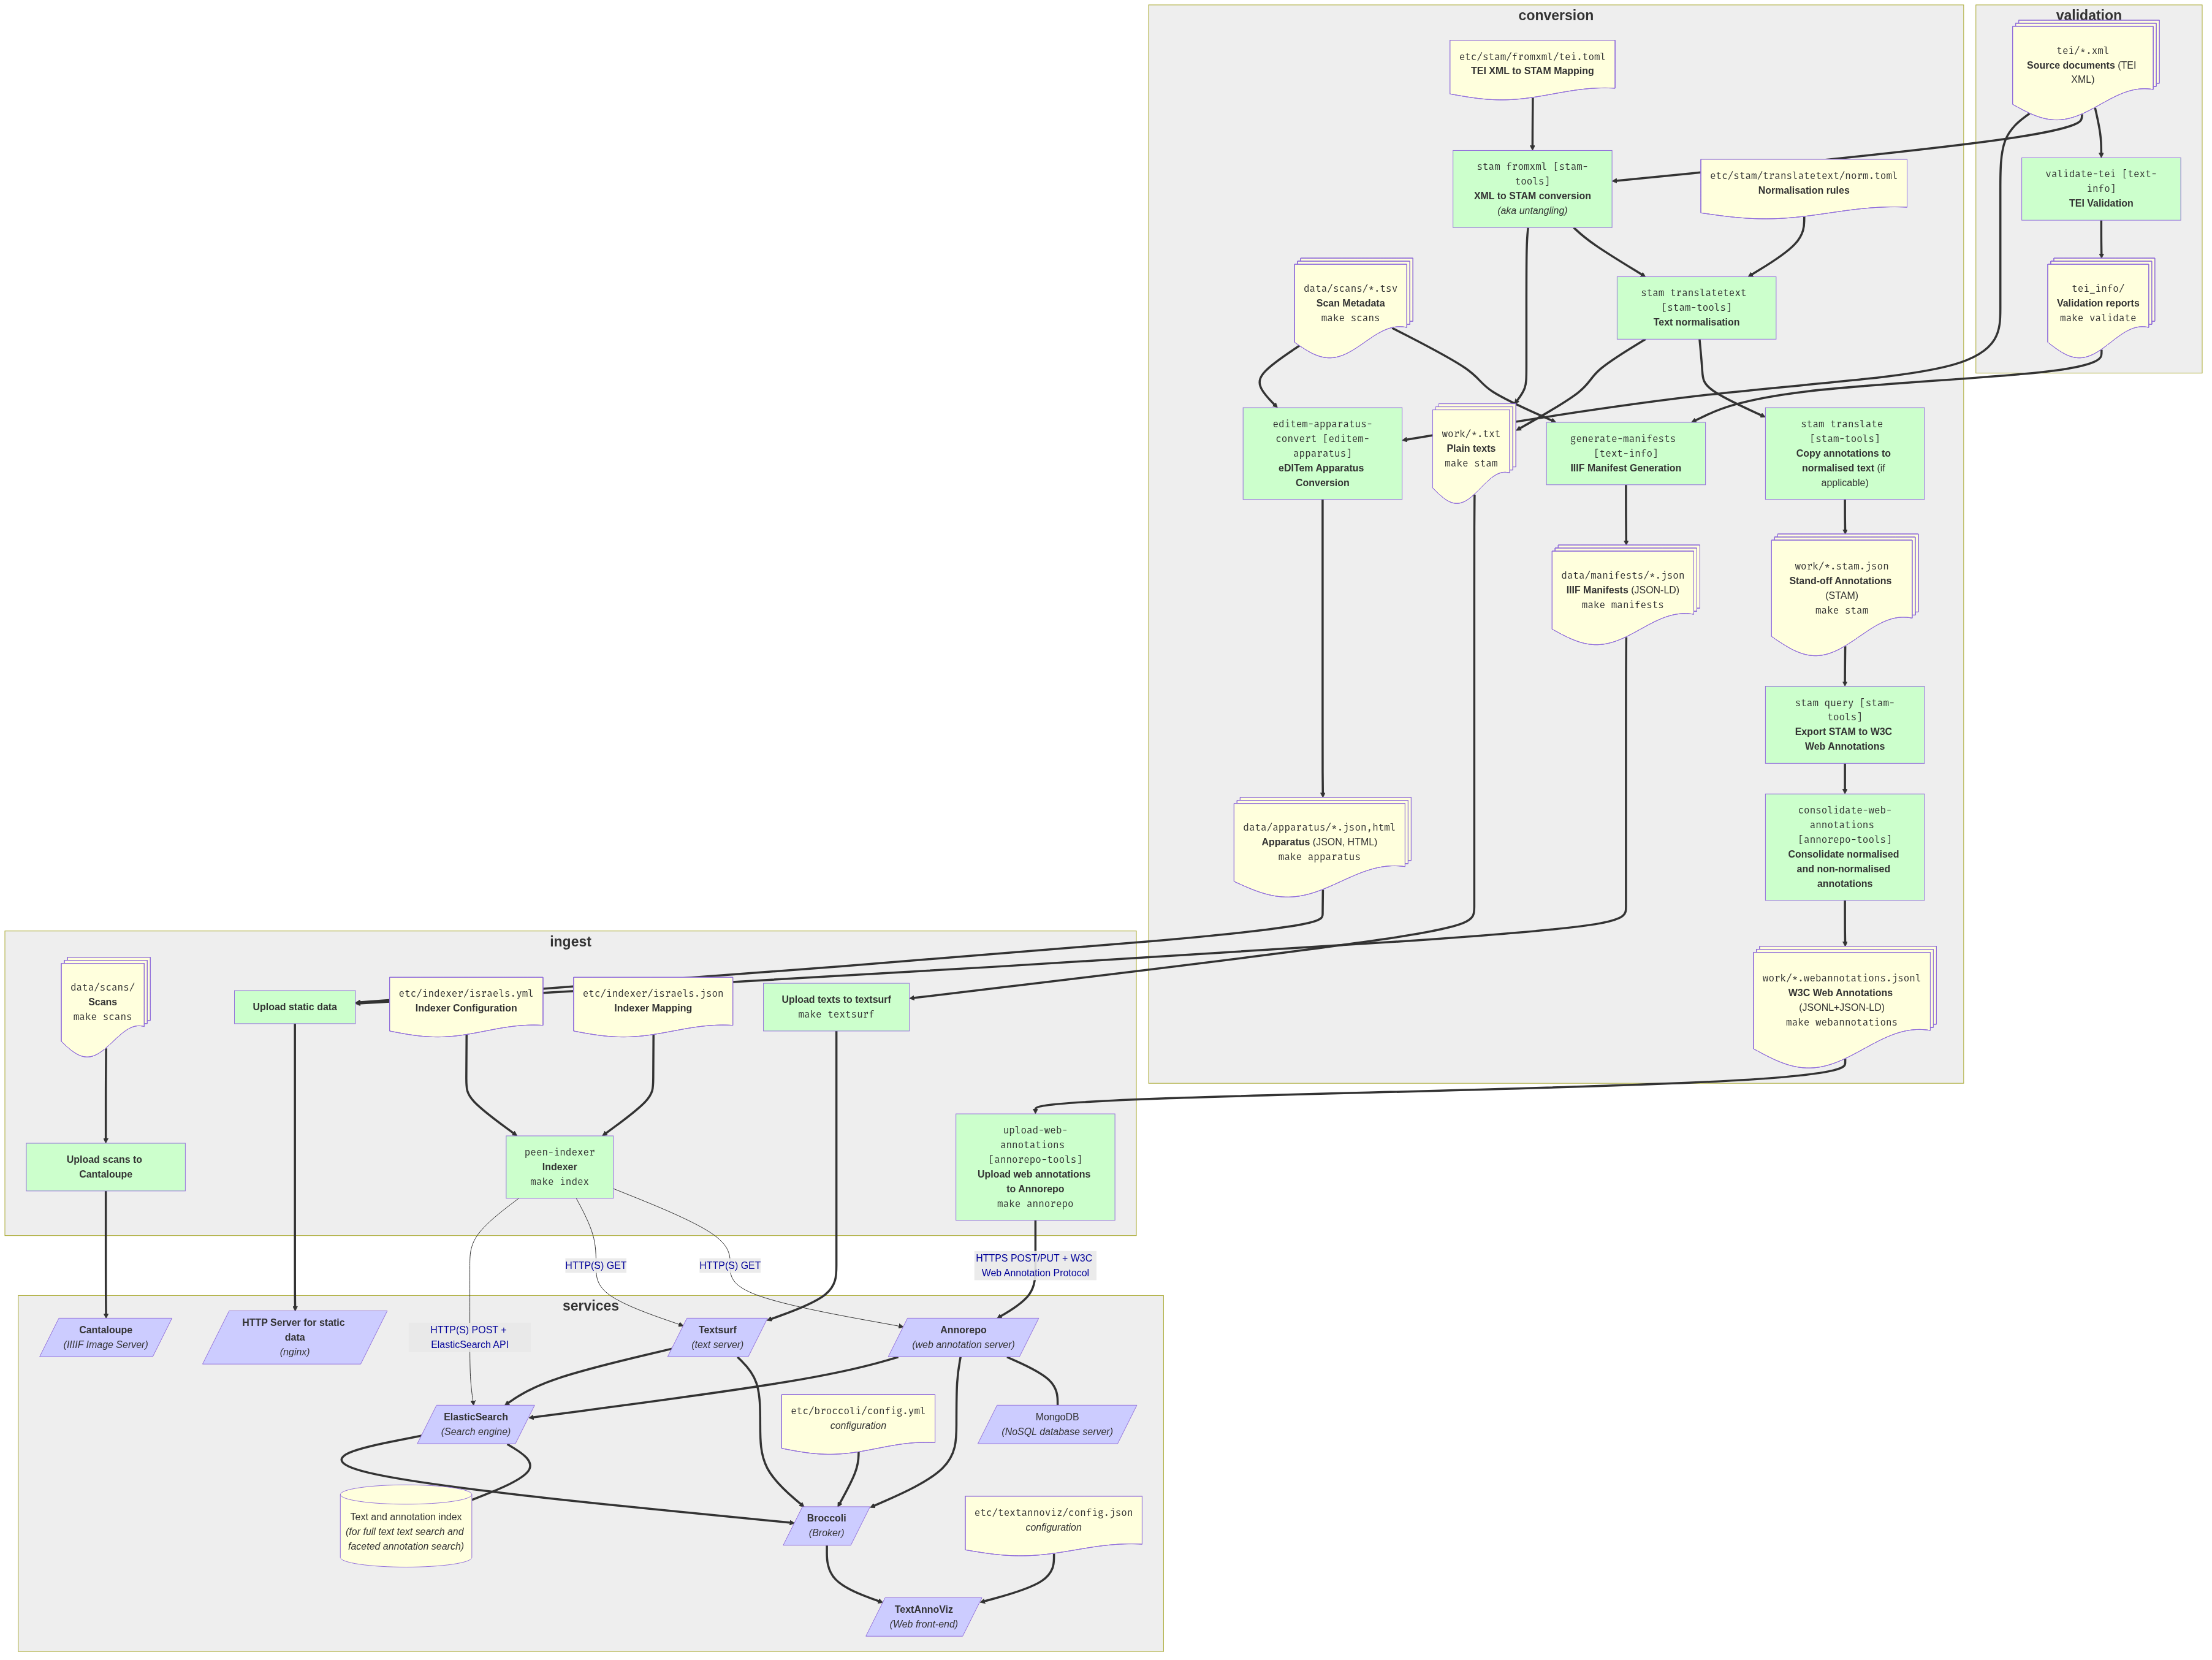 conversion
etc/stam/fromxml/tei.toml
TEI XML to STAM Mapping
stam fromxml [stam-
tools]
XML to STAM conversion
(aka untangling)
etc/stam/translatetext/norm.toml
Normalisation rules
data/scans/*.tsv
Scan Metadata
make scans
stam translatetext
[stam-tools]
Text normalisation
editem-apparatus-
convert [editem-
apparatus]
eDITem Apparatus
Conversion
work/*.txt
Plain texts
make stam
generate-manifests
[text-info]
IIIF Manifest Generation
stam translate
[stam-tools]
Copy annotations to
normalised text (if
applicable)
data/manifests/*.json
IIIF Manifests (JSON-LD)
make manifests
work/*.stam.json
Stand-off Annotations
(STAM)
make stam
stam query [stam-
tools]
Export STAM to W3C
Web Annotations
data/apparatus/*.json,html
Apparatus (JSON, HTML)
make apparatus
consolidate-web-
annotations
[annorepo-tools]
Consolidate normalised
and non-normalised
annotations
work/*.webannotations.jsonl
W3C Web Annotations
(JSONL+JSON-LD)
make webannotations
validation
tei/*.xml
Source documents (TEI
XML)
validate-tei [text-
info]
TEI Validation
tei_info/
Validation reports
make validate
ingest
data/scans/
Scans
make scans
Upload static data
etc/indexer/israels.yml
Indexer Configuration
etc/indexer/israels.json
Indexer Mapping
Upload texts to textsurf
make textsurf
Upload scans to
Cantaloupe
peen-indexer
Indexer
make index
upload-web-
annotations
[annorepo-tools]
Upload web annotations
to Annorepo
make annorepo
HTTP(S) GET
HTTP(S) GET
HTTPS POST/PUT + W3C
Web Annotation Protocol
HTTP(S) POST +
ElasticSearch API
services
Cantaloupe
(IIIIF Image Server)
HTTP Server for static
data
(nginx)
Textsurf
(text server)
Annorepo
(web annotation server)
ElasticSearch
(Search engine)
etc/broccoli/config.yml
configuration
MongoDB
(NoSQL database server)
Text and annotation index
(for full text text search and
faceted annotation search)
Broccoli
(Broker)
etc/textannoviz/config.json
configuration
TextAnnoViz
(Web front-end)